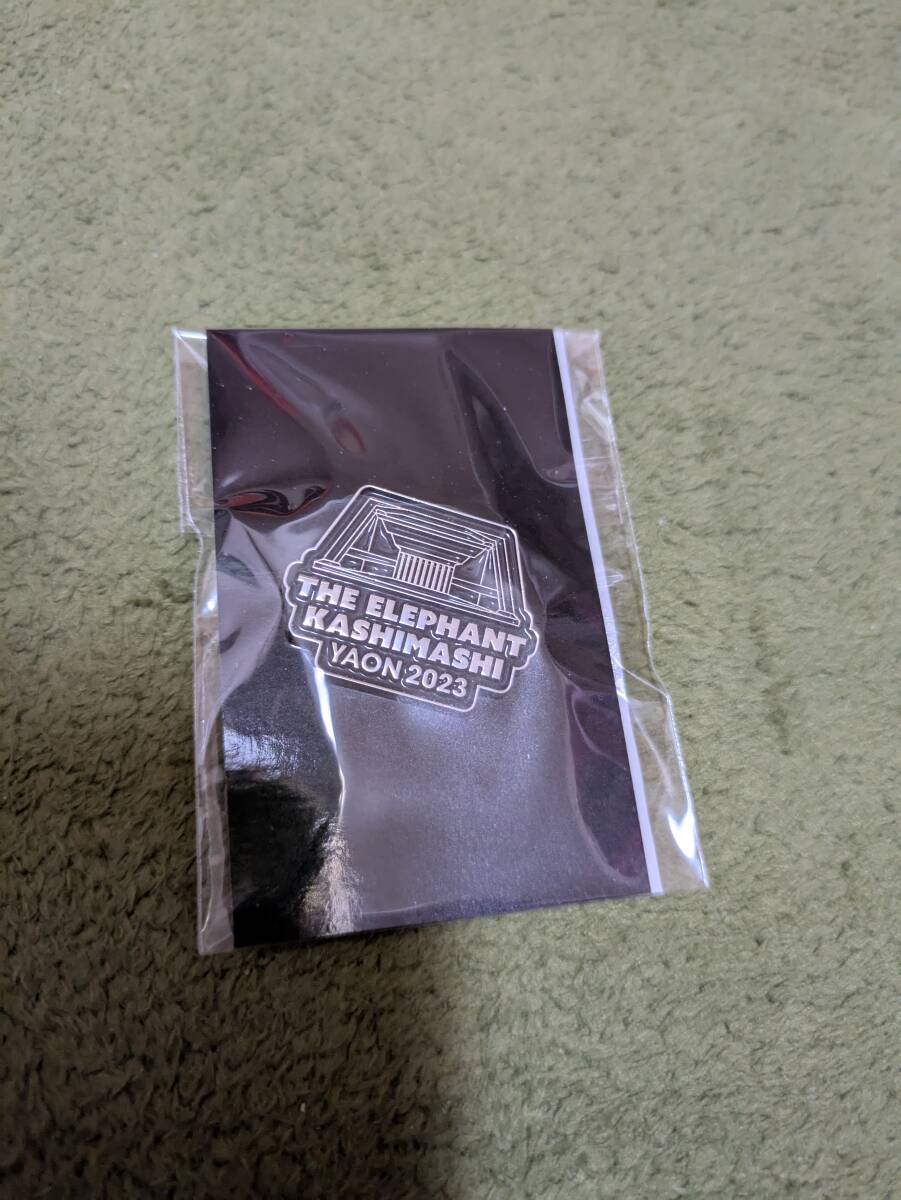 THE ELEPHANT
KASHIMASHI
YAON 2023